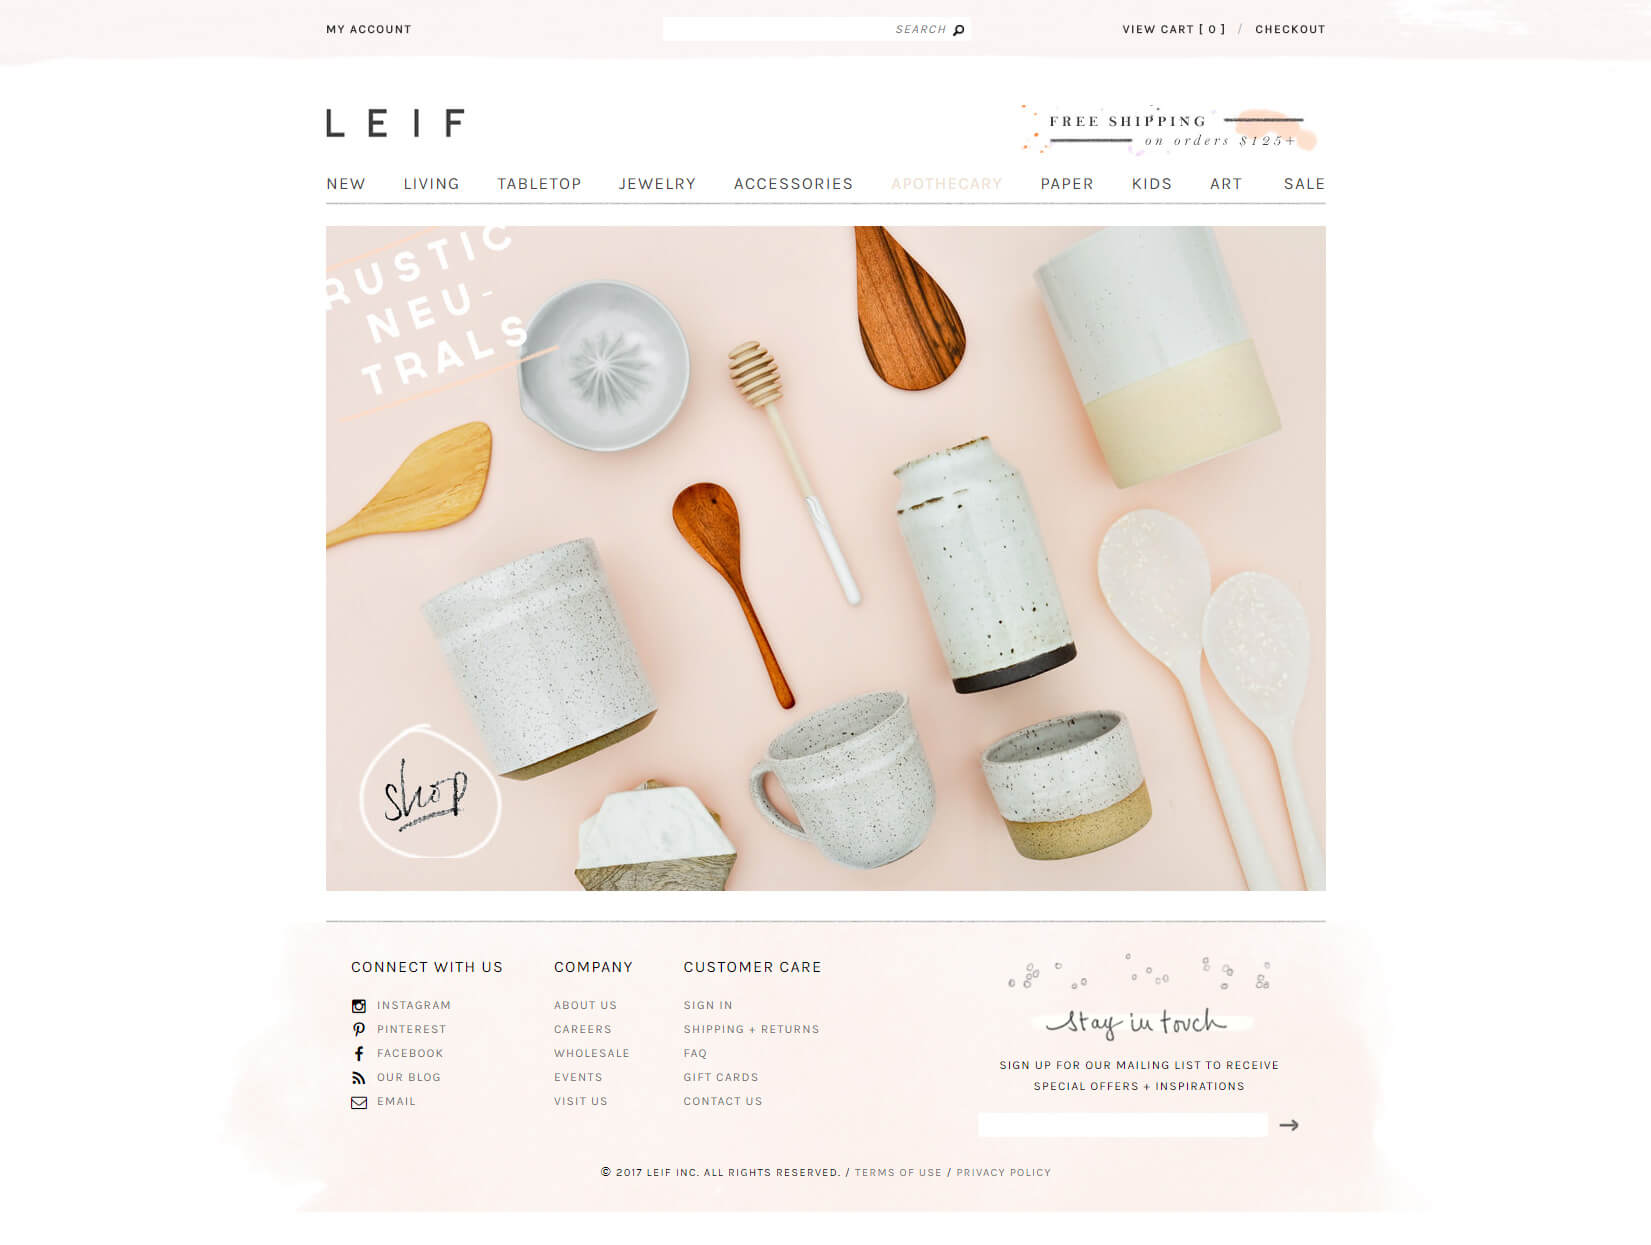 MY ACCOUNT
SEARCH
VIEW CART [ 0 ] / CHECKOUT
LEIF
FREE SHIPPING
on orders $125+
NEW LIVING TABLETOP JEWELRY ACCESSORIES APOTHECARY PAPER KIDS ART SALE
RUSTIC
NEU-
TRALS
shop
CONNECT WITH US
INSTAGRAM
PINTEREST
FACEBOOK
OUR BLOG
EMAIL
COMPANY
ABOUT US
CAREERS
WHOLESALE
EVENTS
VISIT US
CUSTOMER CARE
SIGN IN
SHIPPING + RETURNS
FAQ
GIFT CARDS
CONTACT US
stay in touch
SIGN UP FOR OUR MAILING LIST TO RECEIVE
SPECIAL OFFERS + INSPIRATIONS
© 2017 LEIF INC. ALL RIGHTS RESERVED. / TERMS OF USE / PRIVACY POLICY